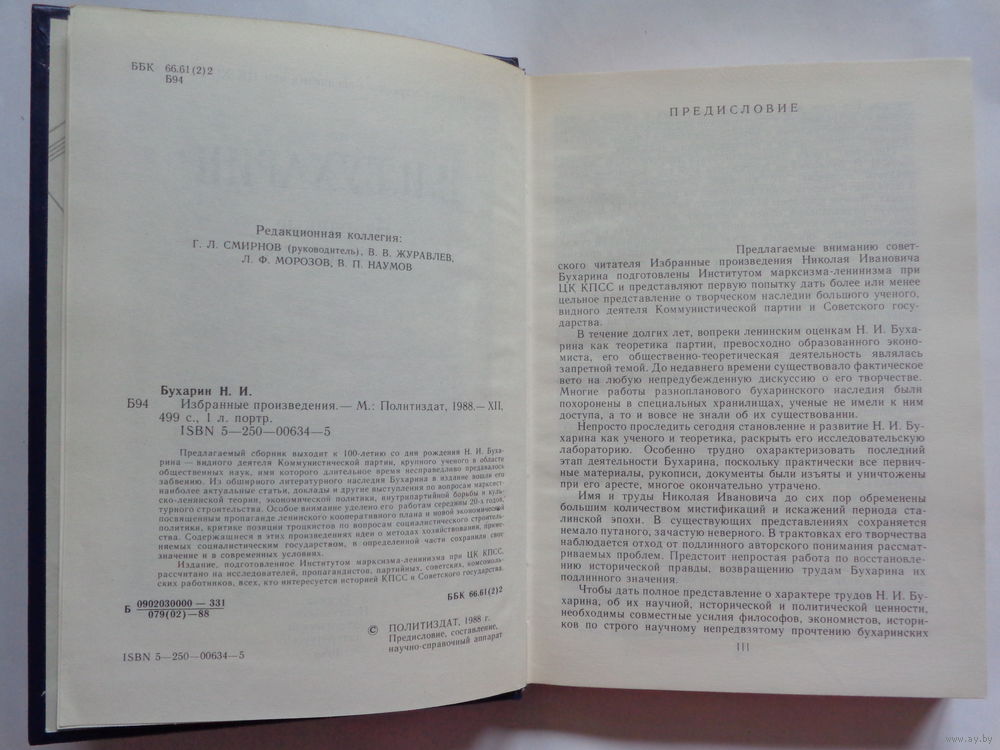 ББК 66.61(2)2
Б94
Редакционная коллегия:
Г. Л. СМИРНОВ (руководитель), В. В. ЖУРАВЛЕВ,
Л. Ф. МОРОЗОВ, В. П. НАУМОВ
Бухарин Н. И.
Б94 Избранные произведения.— М.: Политиздат, 1988.— XII,
499 с., 1 л. портр.
ISBN 5—250—00634—5
Предлагаемый сборник выходит к 100-летию со дня рождения Н. И. Буха-
рина — видного деятеля Коммунистической партии, крупного ученого в области
общественных наук, имя которого длительное время несправедливо предавалось
забвению. Из обширного литературного наследия Бухарина в издание вошли
наиболее актуальные статьи, доклады и другие выступления по вопросам марксист-
ско-ленинской теории, экономической политики, внутрипартийной борьбы и куль-
турного строительства. Особое внимание уделено его работам середины 20-х годов,
посвященным пропаганде ленинского кооперативного плана и новой экономической
политики, критике позиции троцкистов по вопросам социалистического строитель-
ства. Содержащиеся в этих произведениях идеи о методах хозяйствования, приме-
няемых социалистическим государством, в определенной части сохранили свое
значение и в современных условиях.
Издание, подготовленное Институтом марксизма-ленинизма при ЦК КПСС,
рассчитано на исследователей, пропагандистов, партийных, советских, комсомоль-
ских работников, всех, кто интересуется историей КПСС и Советского государства.
Б 0902030000 — 331
079(02)—88
ББК 66.61(2)2
© ПОЛИТИЗДАТ, 1988 г.
Предисловие, составление,
научно-справочный аппарат
ISBN 5—250—00634—5
ПРЕДИСЛОВИЕ
Предлагаемые вниманию совет-
ского читателя Избранные произведения Николая Ивановича
Бухарина подготовлены Институтом марксизма-ленинизма при
ЦК КПСС и представляют первую попытку дать более или менее
цельное представление о творческом наследии большого ученого,
видного деятеля Коммунистической партии и Советского госу-
дарства.
В течение долгих лет, вопреки ленинским оценкам Н. И. Буха-
рина как теоретика партии, превосходно образованного эконо-
миста, его общественно-теоретическая деятельность являлась
запретной темой. До недавнего времени существовало фактическое
вето на любую непредубежденную дискуссию о его творчестве.
Многие работы разнопланового бухаринского наследия были
похоронены в специальных хранилищах, ученые не имели к ним
доступа, а то и вовсе не знали об их существовании.
Непросто проследить сегодня становление и развитие Н. И. Бу-
харина как ученого и теоретика, раскрыть его исследовательскую
лабораторию. Особенно трудно охарактеризовать последний
этап деятельности Бухарина, поскольку практически все первич-
ные материалы, рукописи, документы были изъяты и уничтожены
при его аресте, многое окончательно утрачено.
Имя и труды Николая Ивановича до сих пор обременены
большим количеством мистификаций и искажений периода ста-
линской эпохи. В существующих представлениях сохраняется
немало путаного, зачастую неверного. В трактовках его творчества
наблюдается отход от подлинного авторского понимания рассмат-
риваемых проблем. Предстоит непростая работа по восстановле-
нию исторической правды, возвращению трудам Бухарина их
подлинного значения.
Чтобы дать полное представление о характере трудов Н. И. Бу-
харина, об их научной, исторической и политической ценности,
необходимы совместные усилия философов, экономистов, истори-
ков по строго научному непредвзятому прочтению бухаринских
III
www.ay.by